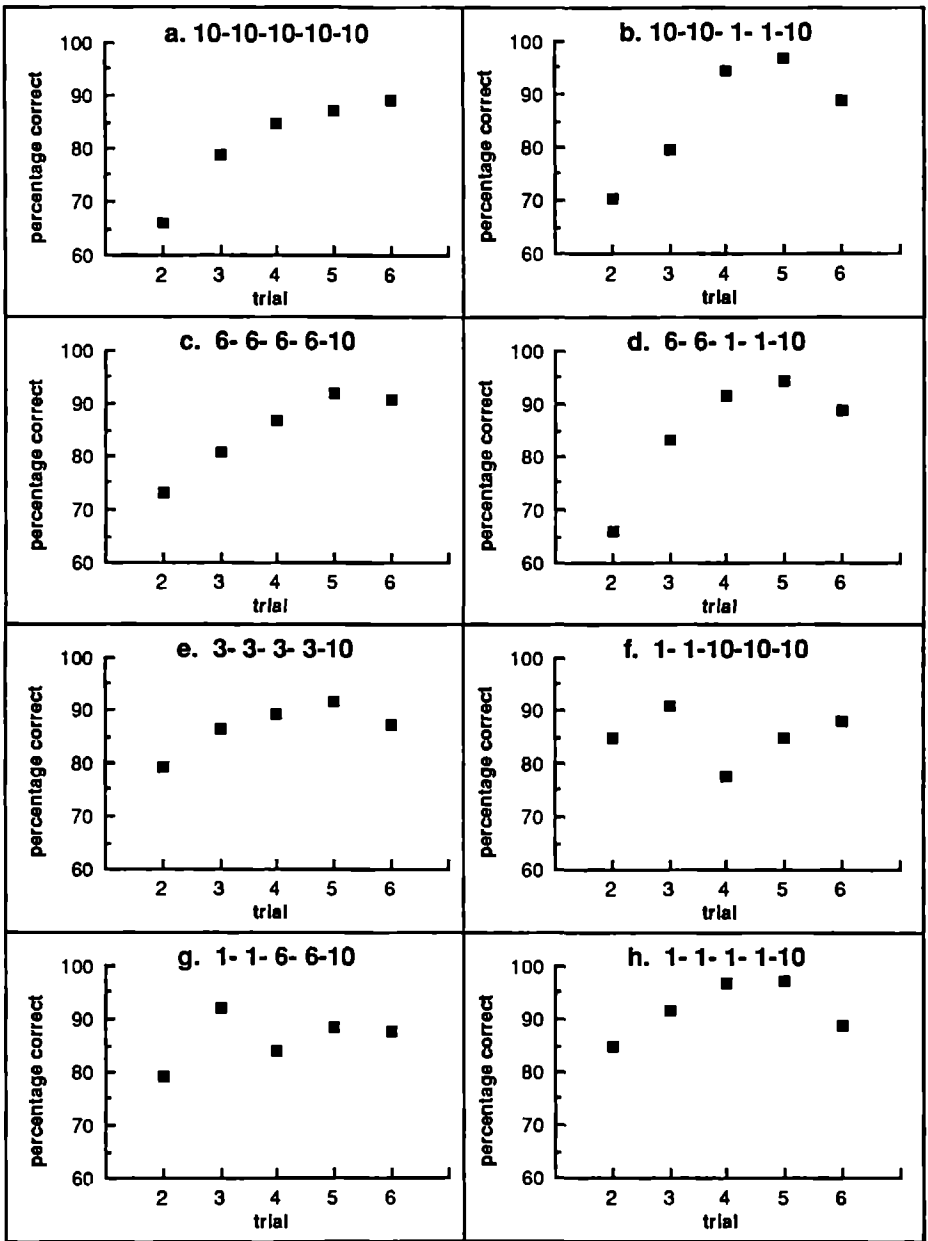 a. 10-10-10-10-10
percentage correct
100
90
80
70
60
2 3 4 5 6
trial
b. 10-10- 1- 1-10
percentage correct
100
90
80
70
60
2 3 4 5 6
trial
c. 6- 6- 6- 6-10
percentage correct
100
90
80
70
60
2 3 4 5 6
trial
d. 6- 6- 1- 1-10
percentage correct
100
90
80
70
60
2 3 4 5 6
trial
e. 3- 3- 3- 3-10
percentage correct
100
90
80
70
60
2 3 4 5 6
trial
f. 1- 1-10-10-10
percentage correct
100
90
80
70
60
2 3 4 5 6
trial
g. 1- 1- 6- 6-10
percentage correct
100
90
80
70
60
2 3 4 5 6
trial
h. 1- 1- 1- 1-10
percentage correct
100
90
80
70
60
2 3 4 5 6
trial